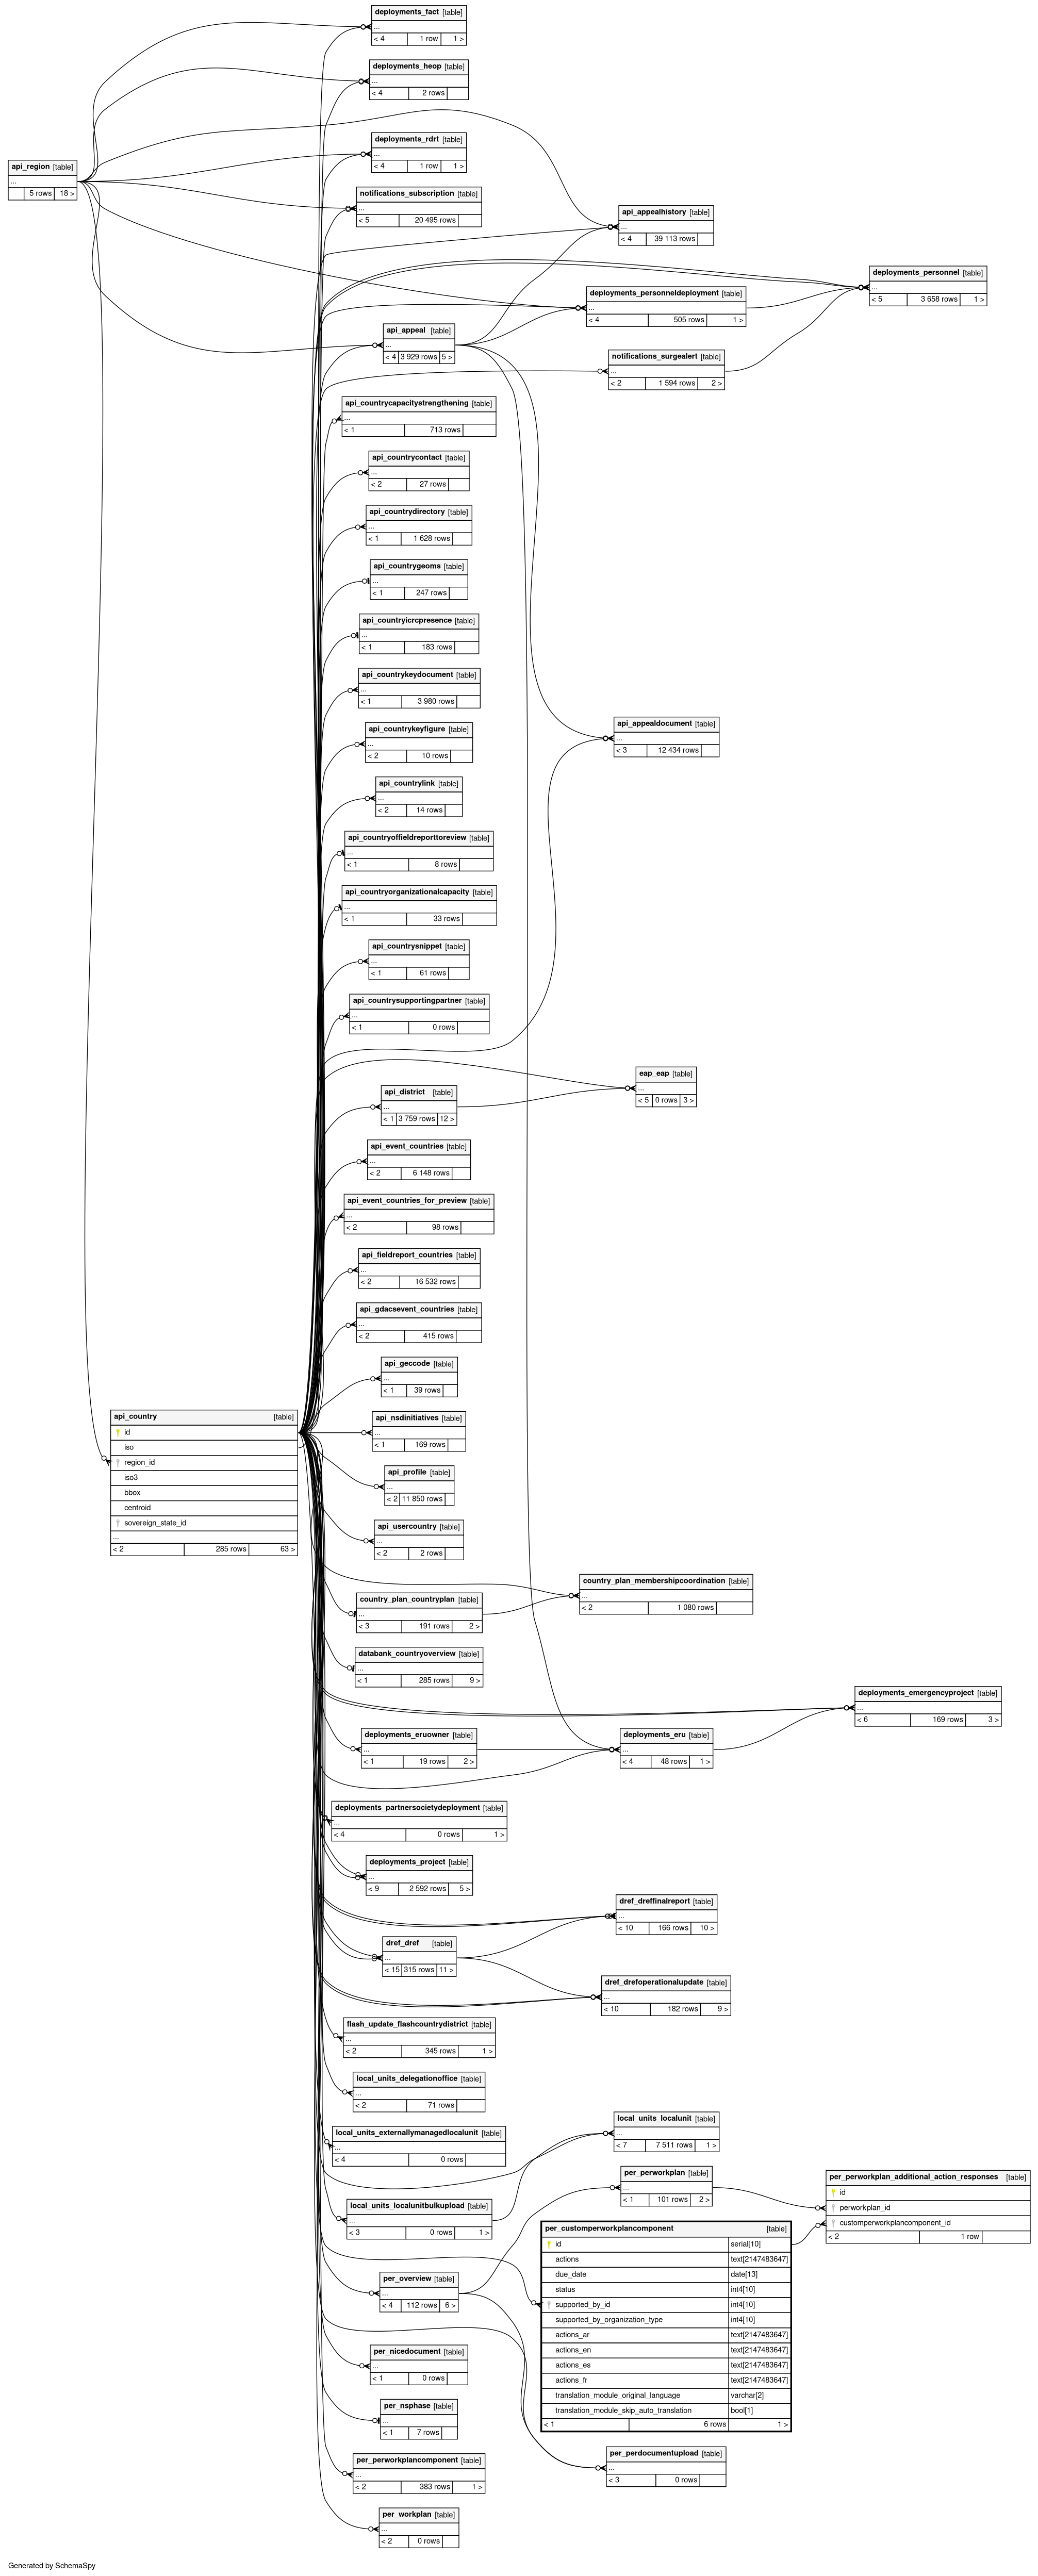 deployments_fact [table]
...
< 4 1 row 1 >
deployments_heop [table]
...
< 4 2 rows
deployments_rdrt [table]
...
< 4 1 row 1 >
api_region [table]
...
5 rows 18 >
notifications_subscription [table]
...
< 5 20 495 rows
api_appealhistory [table]
...
< 4 39 113 rows
deployments_personnel [table]
...
< 5 3 658 rows 1 >
deployments_personneldeployment [table]
...
< 4 505 rows 1 >
api_appeal [table]
...
< 4 3 929 rows 5 >
notifications_surgealert [table]
...
< 2 1 594 rows 2 >
api_countrycapacitystrengthening [table]
...
< 1 713 rows
api_countrycontact [table]
...
< 2 27 rows
api_countrydirectory [table]
...
< 1 1 628 rows
api_countrygeoms [table]
...
< 1 247 rows
api_countryicrcpresence [table]
...
< 1 183 rows
api_countrykeydocument [table]
...
< 1 3 980 rows
api_appealdocument [table]
...
< 3 12 434 rows
api_countrykeyfigure [table]
...
< 2 10 rows
api_countrylink [table]
...
< 2 14 rows
api_countryoffieldreporttoreview [table]
...
< 1 8 rows
api_countryorganizationalcapacity [table]
...
< 1 33 rows
api_countrysnippet [table]
...
< 1 61 rows
api_countrysupportingpartner [table]
...
< 1 0 rows
eap_eap [table]
...
< 5 0 rows 3 >
api_district [table]
...
< 1 3 759 rows 12 >
api_event_countries [table]
...
< 2 6 148 rows
api_event_countries_for_preview [table]
...
< 2 98 rows
api_fieldreport_countries [table]
...
< 2 16 532 rows
api_gdacsevent_countries [table]
...
< 2 415 rows
api_geccode [table]
...
< 1 39 rows
api_country [table]
id
iso
region_id
iso3
bbox
centroid
sovereign_state_id
...
< 2 285 rows 63 >
api_nsdinitiatives [table]
...
< 1 169 rows
api_profile [table]
...
< 2 11 850 rows
api_usercountry [table]
...
< 2 2 rows
country_plan_membershipcoordination [table]
...
< 2 1 080 rows
country_plan_countryplan [table]
...
< 3 191 rows 2 >
databank_countryoverview [table]
...
< 1 285 rows 9 >
deployments_emergencyproject [table]
...
< 6 169 rows 3 >
deployments_eruowner [table]
...
< 1 19 rows 2 >
deployments_eru [table]
...
< 4 48 rows 1 >
deployments_partnersocietydeployment [table]
...
< 4 0 rows 1 >
deployments_project [table]
...
< 9 2 592 rows 5 >
dref_dreffinalreport [table]
...
< 10 166 rows 10 >
dref_dref [table]
...
< 15 315 rows 11 >
dref_drefoperationalupdate [table]
...
< 10 182 rows 9 >
flash_update_flashcountrydistrict [table]
...
< 2 345 rows 1 >
local_units_delegationoffice [table]
...
< 2 71 rows
local_units_localunit [table]
...
< 7 7 511 rows 1 >
local_units_externallymanagedlocalunit [table]
...
< 4 0 rows
per_perworkplan [table]
...
< 1 101 rows 2 >
per_perworkplan_additional_action_responses [table]
id
perworkplan_id
customperworkplancomponent_id
< 2 1 row
local_units_localunitbulkupload [table]
...
< 3 0 rows 1 >
per_customperworkplancomponent [table]
id serial[10]
actions text[2147483647]
due_date date[13]
status int4[10]
supported_by_id int4[10]
supported_by_organization_type int4[10]
actions_ar text[2147483647]
actions_en text[2147483647]
actions_es text[2147483647]
actions_fr text[2147483647]
translation_module_original_language varchar[2]
translation_module_skip_auto_translation bool[1]
< 1 6 rows 1 >
per_overview [table]
...
< 4 112 rows 6 >
per_nicedocument [table]
...
< 1 0 rows
per_nsphase [table]
...
< 1 7 rows
per_perdocumentupload [table]
...
< 3 0 rows
per_perworkplancomponent [table]
...
< 2 383 rows 1 >
per_workplan [table]
...
< 2 0 rows
Generated by SchemaSpy